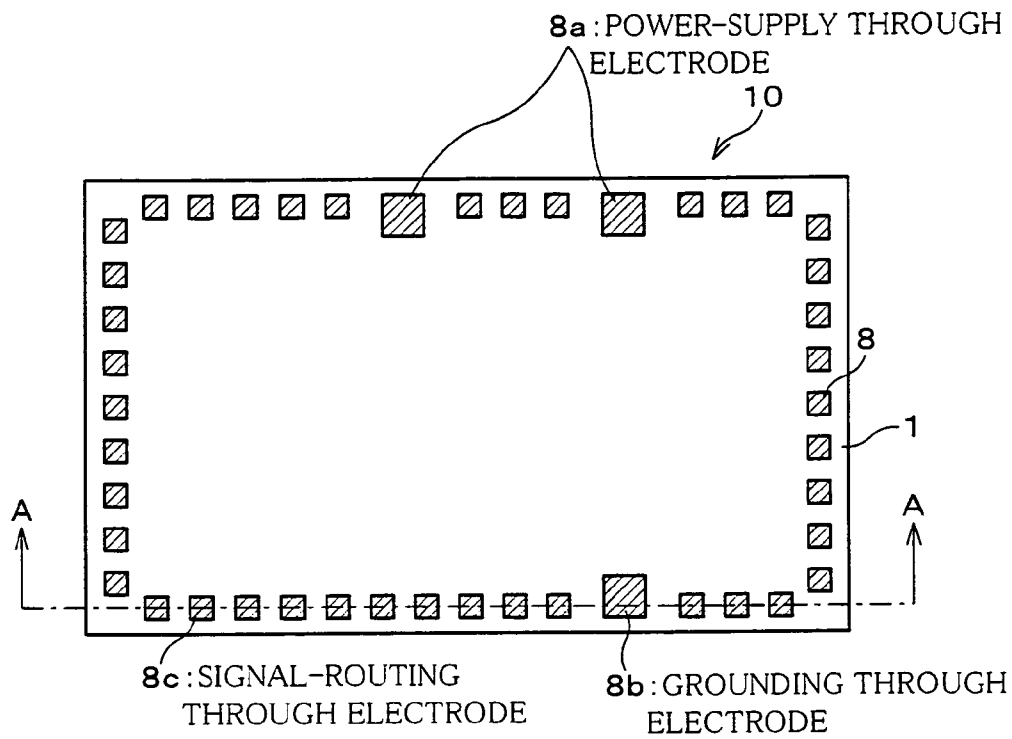 8a:POWER-SUPPLY THROUGH
ELECTRODE
10
8
1
A
A
8c:SIGNAL-ROUTING
THROUGH ELECTRODE
8b:GROUNDING THROUGH
ELECTRODE